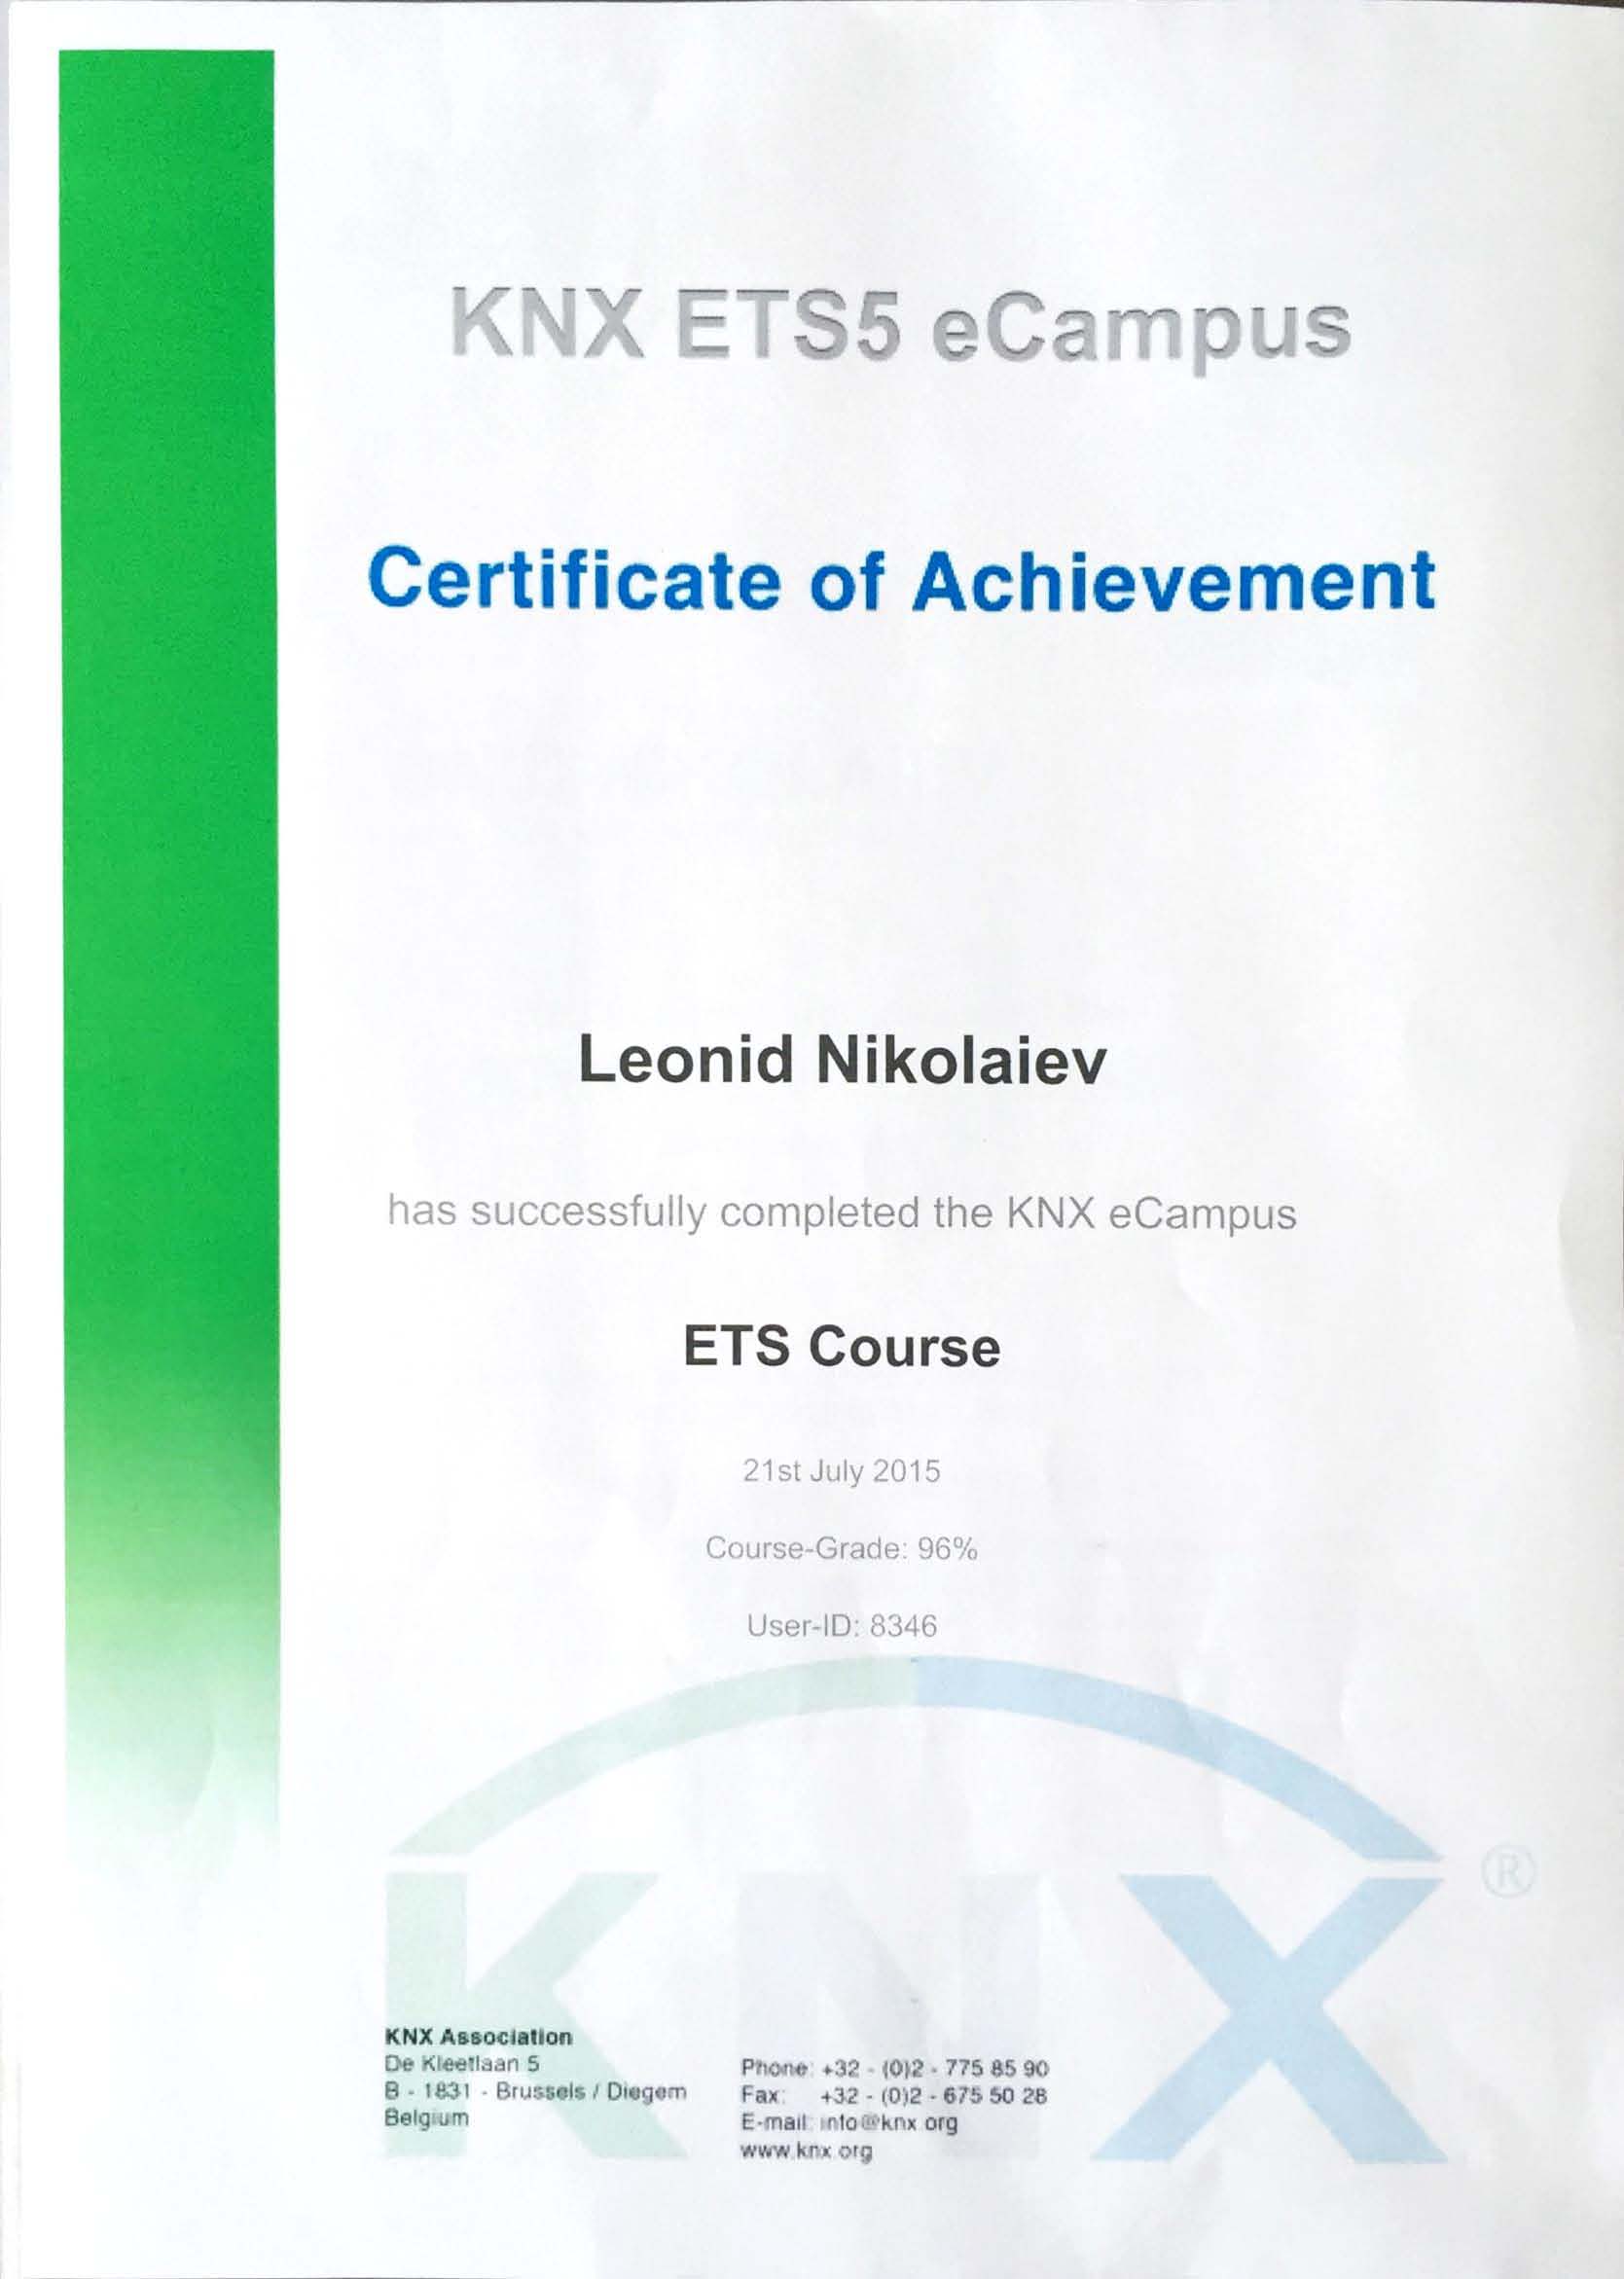 KNX ETS5 eCampus
Certificate of Achievement
Leonid Nikolaiev
has successfully completed the KNX eCampus
ETS Course
21st July 2015
Course-Grade: 96%
User-ID: 8346
KNX ®
KNX Association
De Kleetlaan 5
B - 1831 - Brussels / Diegem
Belgium
Phone: +32 - (0)2 - 775 85 90
Fax: +32 - (0)2 - 675 50 28
E-mail: info@knx.org
www.knx.org